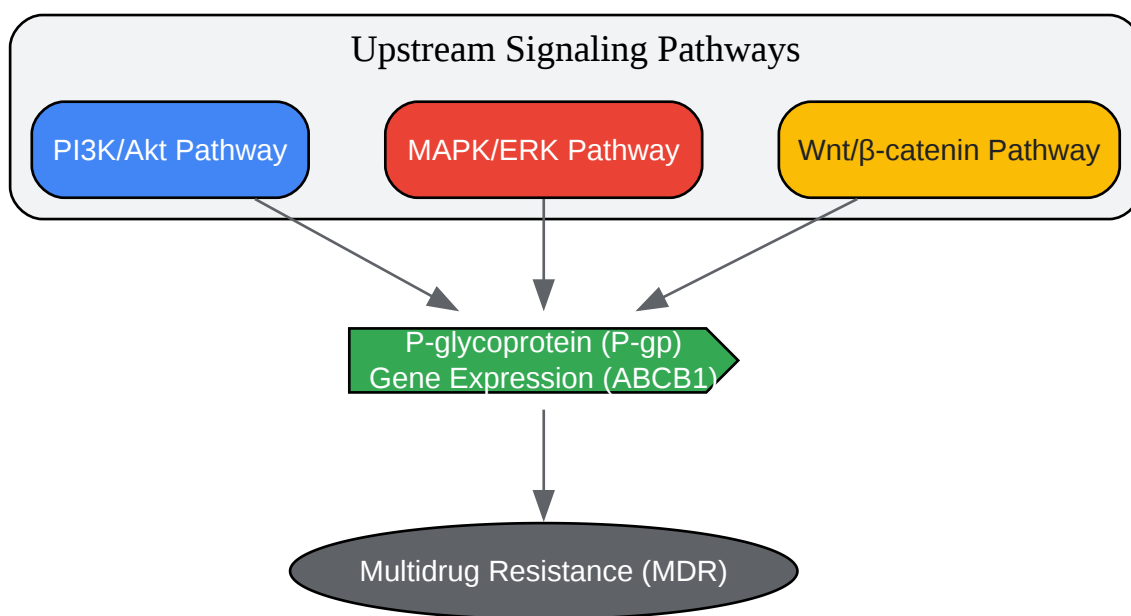 Upstream Signaling Pathways
PI3K/Akt Pathway
MAPK/ERK Pathway
Wnt/β-catenin Pathway
P-glycoprotein (P-gp)
Gene Expression (ABCB1)
Multidrug Resistance (MDR)